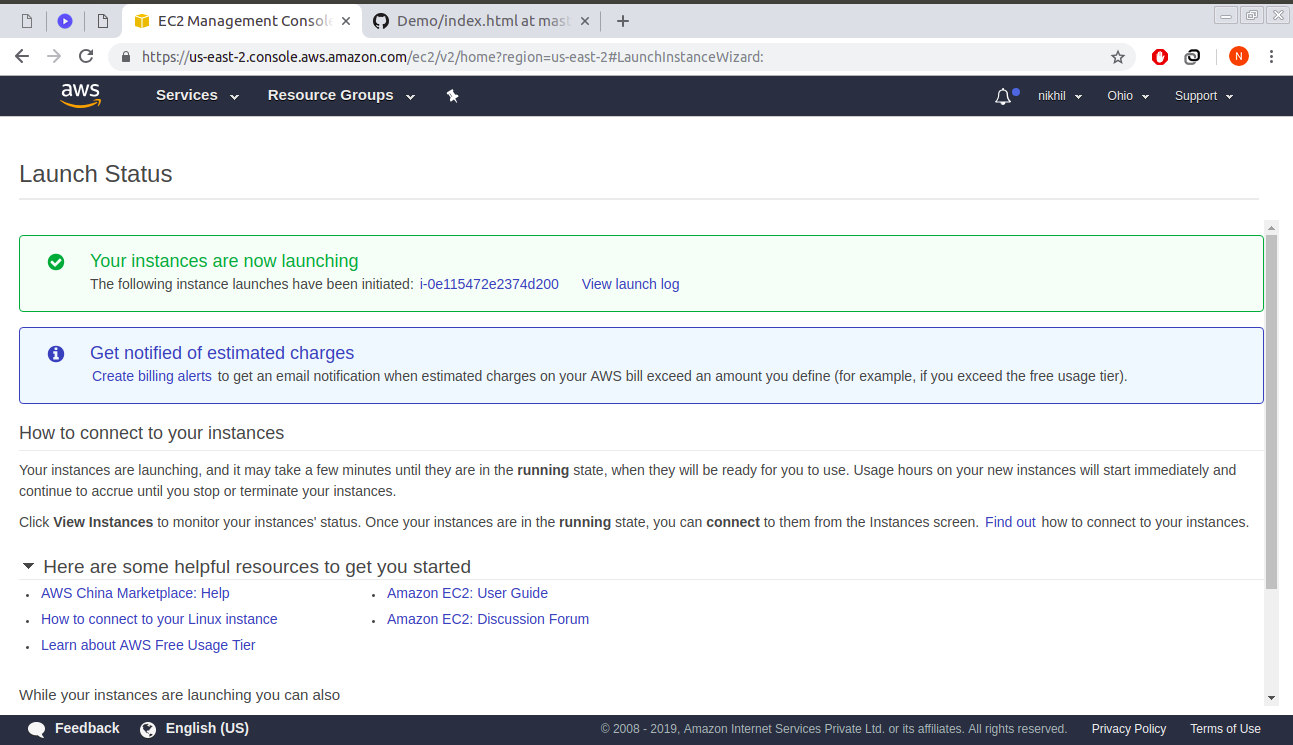 EC2 Management Console
Demo/index.html at mast
https://us-east-2.console.aws.amazon.com/ec2/v2/home?region=us-east-2#LaunchInstanceWizard:
N
aws
Services
Resource Groups
nikhil
Ohio
Support
Launch Status
Your instances are now launching
The following instance launches have been initiated: i-0e115472e2374d200 View launch log
Get notified of estimated charges
Create billing alerts to get an email notification when estimated charges on your AWS bill exceed an amount you define (for example, if you exceed the free usage tier).
How to connect to your instances
Your instances are launching, and it may take a few minutes until they are in the running state, when they will be ready for you to use. Usage hours on your new instances will start immediately and
continue to accrue until you stop or terminate your instances.
Click View Instances to monitor your instances' status. Once your instances are in the running state, you can connect to them from the Instances screen. Find out how to connect to your instances.
Here are some helpful resources to get you started
• AWS China Marketplace: Help
• How to connect to your Linux instance
• Learn about AWS Free Usage Tier
• Amazon EC2: User Guide
• Amazon EC2: Discussion Forum
While your instances are launching you can also
Feedback
English (US)
© 2008 - 2019, Amazon Internet Services Private Ltd. or its affiliates. All rights reserved.
Privacy Policy
Terms of Use